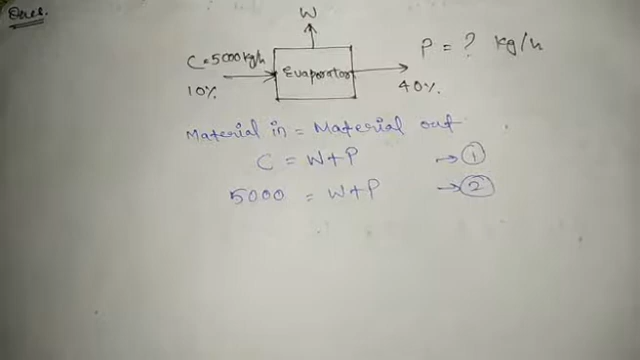 Ques.
W
C = 5000 kg/h
P = ? kg/h
Evaporator
10%
40%.
Material in = Material out
C = W+P → 1
5000 = W+P → 2